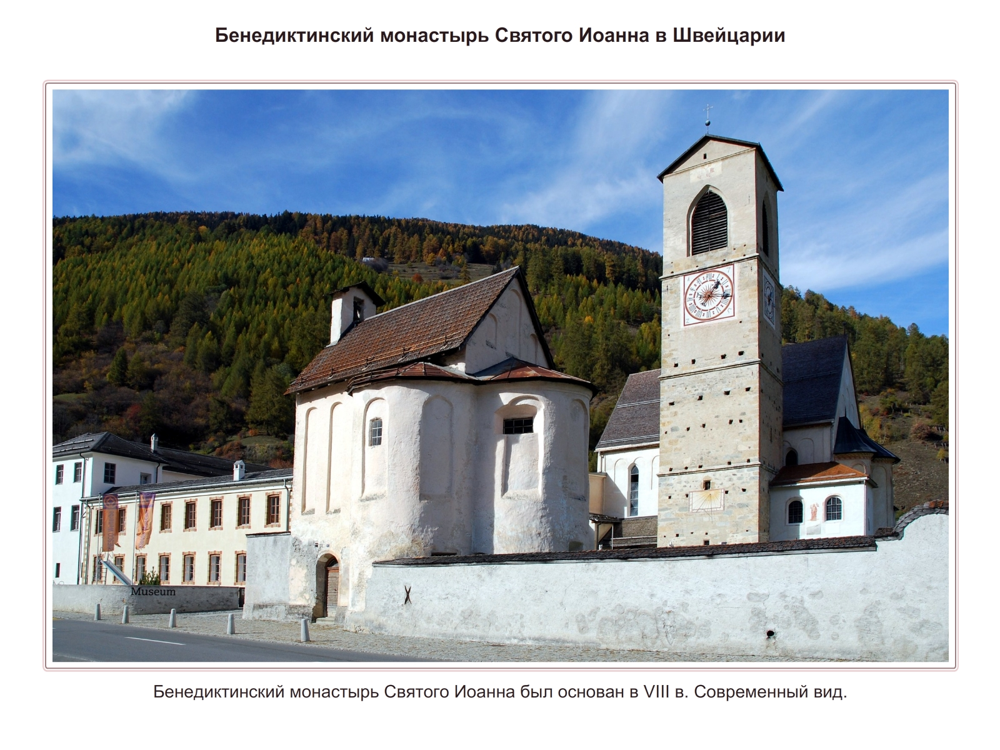 Бенедиктинский монастырь Святого Иоанна в Швейцарии
Museum
Бенедиктинский монастырь Святого Иоанна был основан в VIII в. Современный вид.